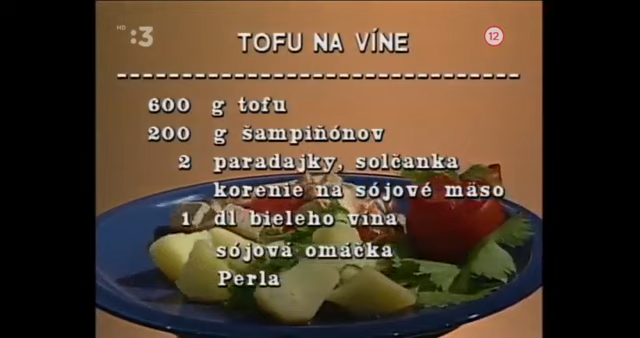 HD :3
TOFU NA VÍNE
12
600 g tofu
200 g šampiňónov
2 paradajky, solčanka
korenie na sójové mäso
1 dl bieleho vína
sójová omáčka
Perla